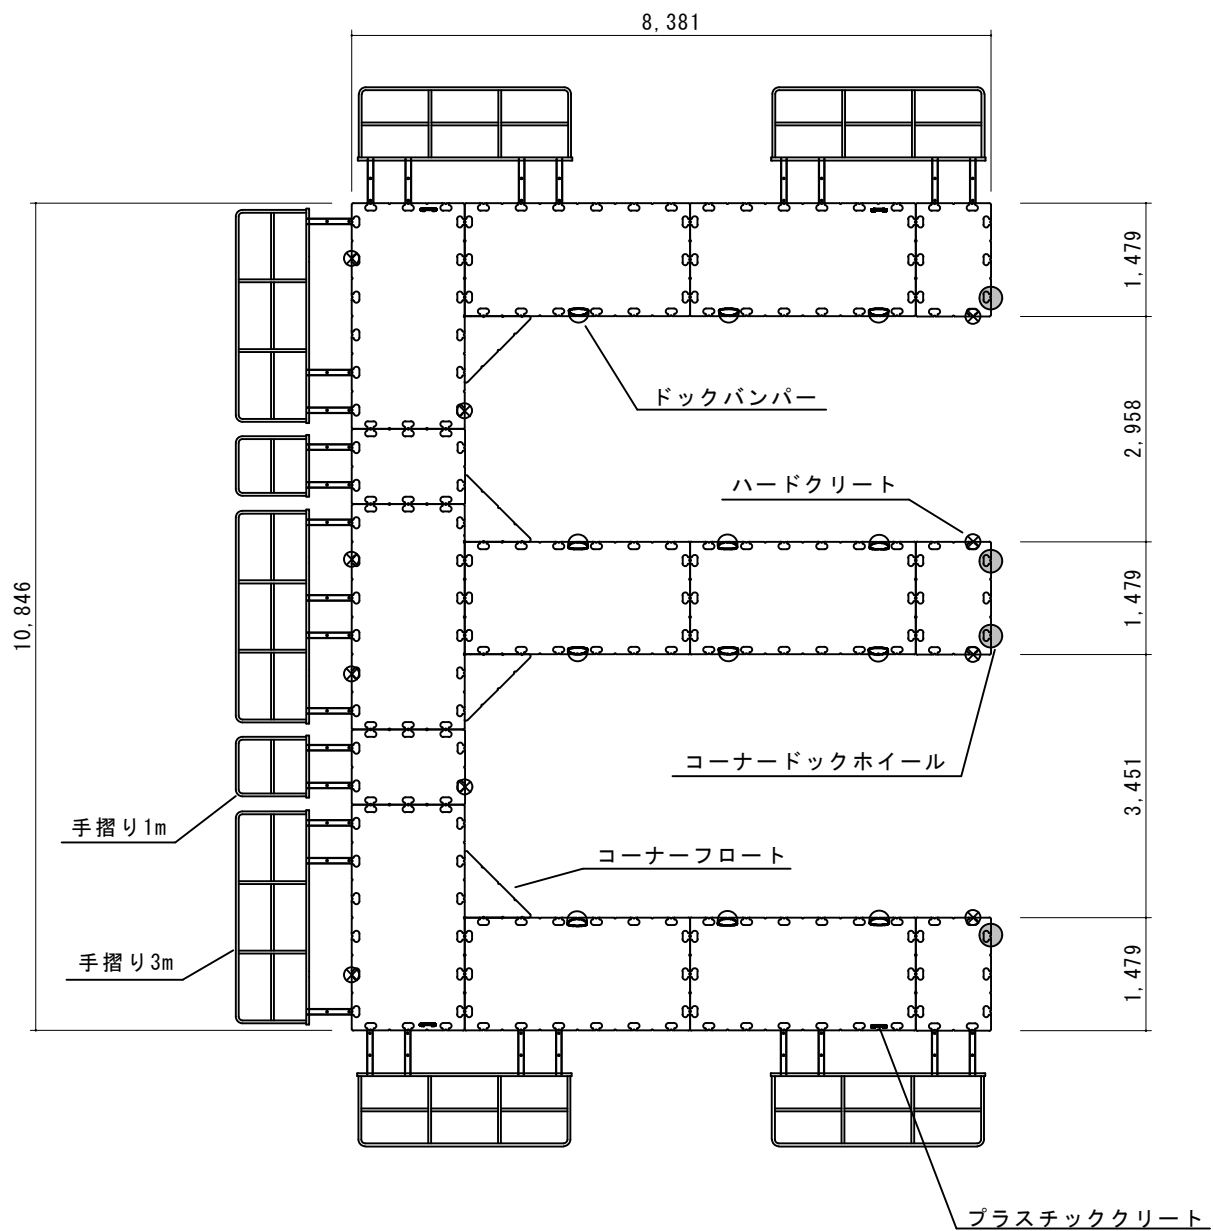 8,381
1,479
ドックバンパー
2,958
ハードクリート
10,846
1,479
コーナードックホイール
3,451
手摺り1m
コーナーフロート
手摺り3m
1,479
プラスチッククリート